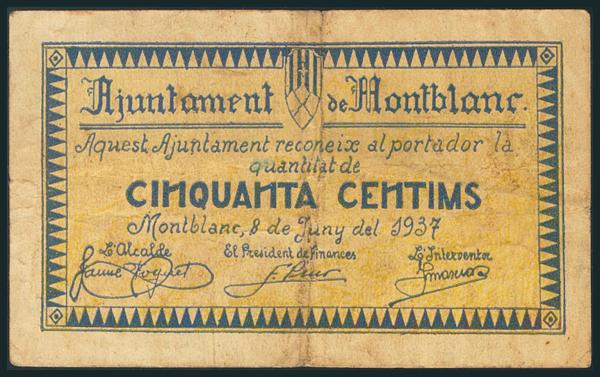 Ajuntament de Montblanc.
Aquest Ajuntament reconeix al portador la
quantitat de
CINQUANTA CENTIMS
Montblanc, 8 de Juny del 1937
L'Alcalde El President de Finances L'Interventor
Jaume